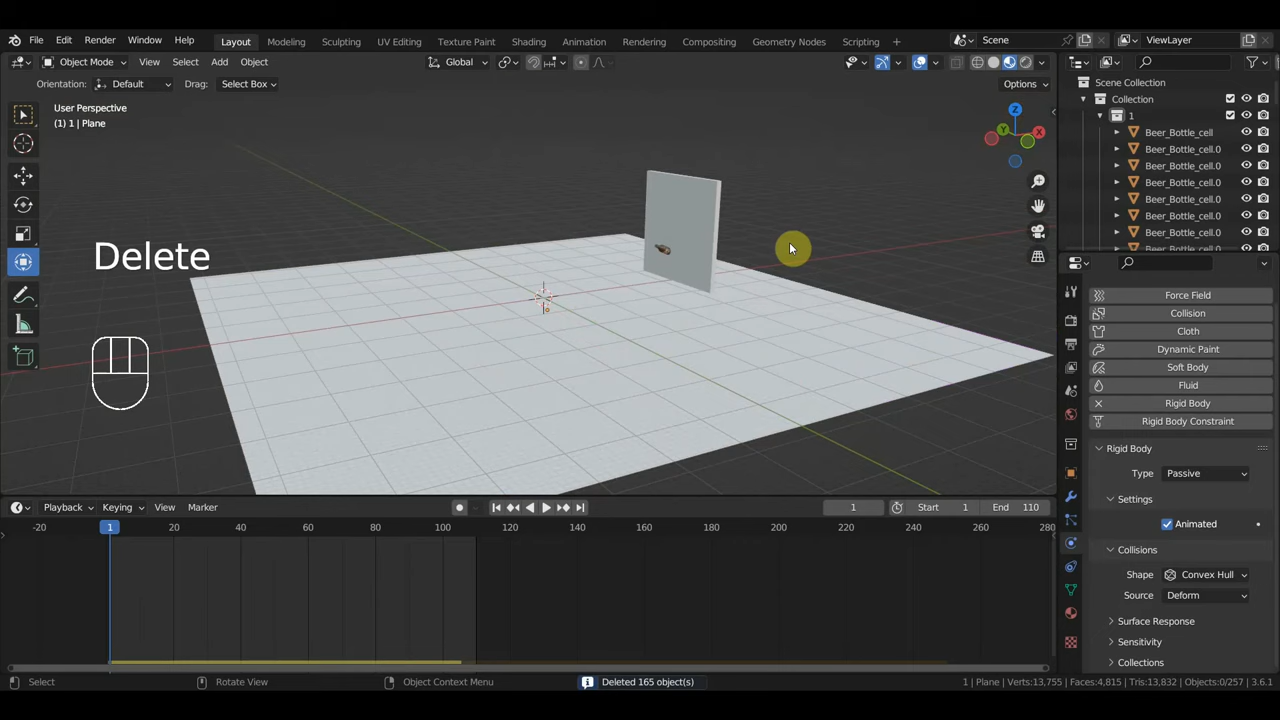 File Edit Render Window Help Layout Modeling Sculpting UV Editing Texture Paint Shading Animation Rendering Compositing Geometry Nodes Scripting + Scene ViewLayer
Object Mode View Select Add Object Global
Orientation: Default Drag: Select Box Options
User Perspective
(1) 1 | Plane
Delete
Z
Y
X
Scene Collection
Collection
1
Beer_Bottle_cell
Beer_Bottle_cell.0
Beer_Bottle_cell.0
Beer_Bottle_cell.0
Beer_Bottle_cell.0
Beer_Bottle_cell.0
Beer_Bottle_cell.0
Beer_Bottle_cell.0
Force Field
Collision
Cloth
Dynamic Paint
Soft Body
Fluid
Rigid Body
Rigid Body Constraint
Rigid Body
Type Passive
Settings
Animated
Collisions
Shape Convex Hull
Source Deform
Surface Response
Sensitivity
Collections
Playback Keying View Marker 1 Start 1 End 110
-20 1 20 40 60 80 100 120 140 160 180 200 220 240 260 280
Select Rotate View Object Context Menu Deleted 165 object(s) 1 | Plane | Verts:13,755 | Faces:4,815 | Tris:13,832 | Objects:0/257 | 3.6.1